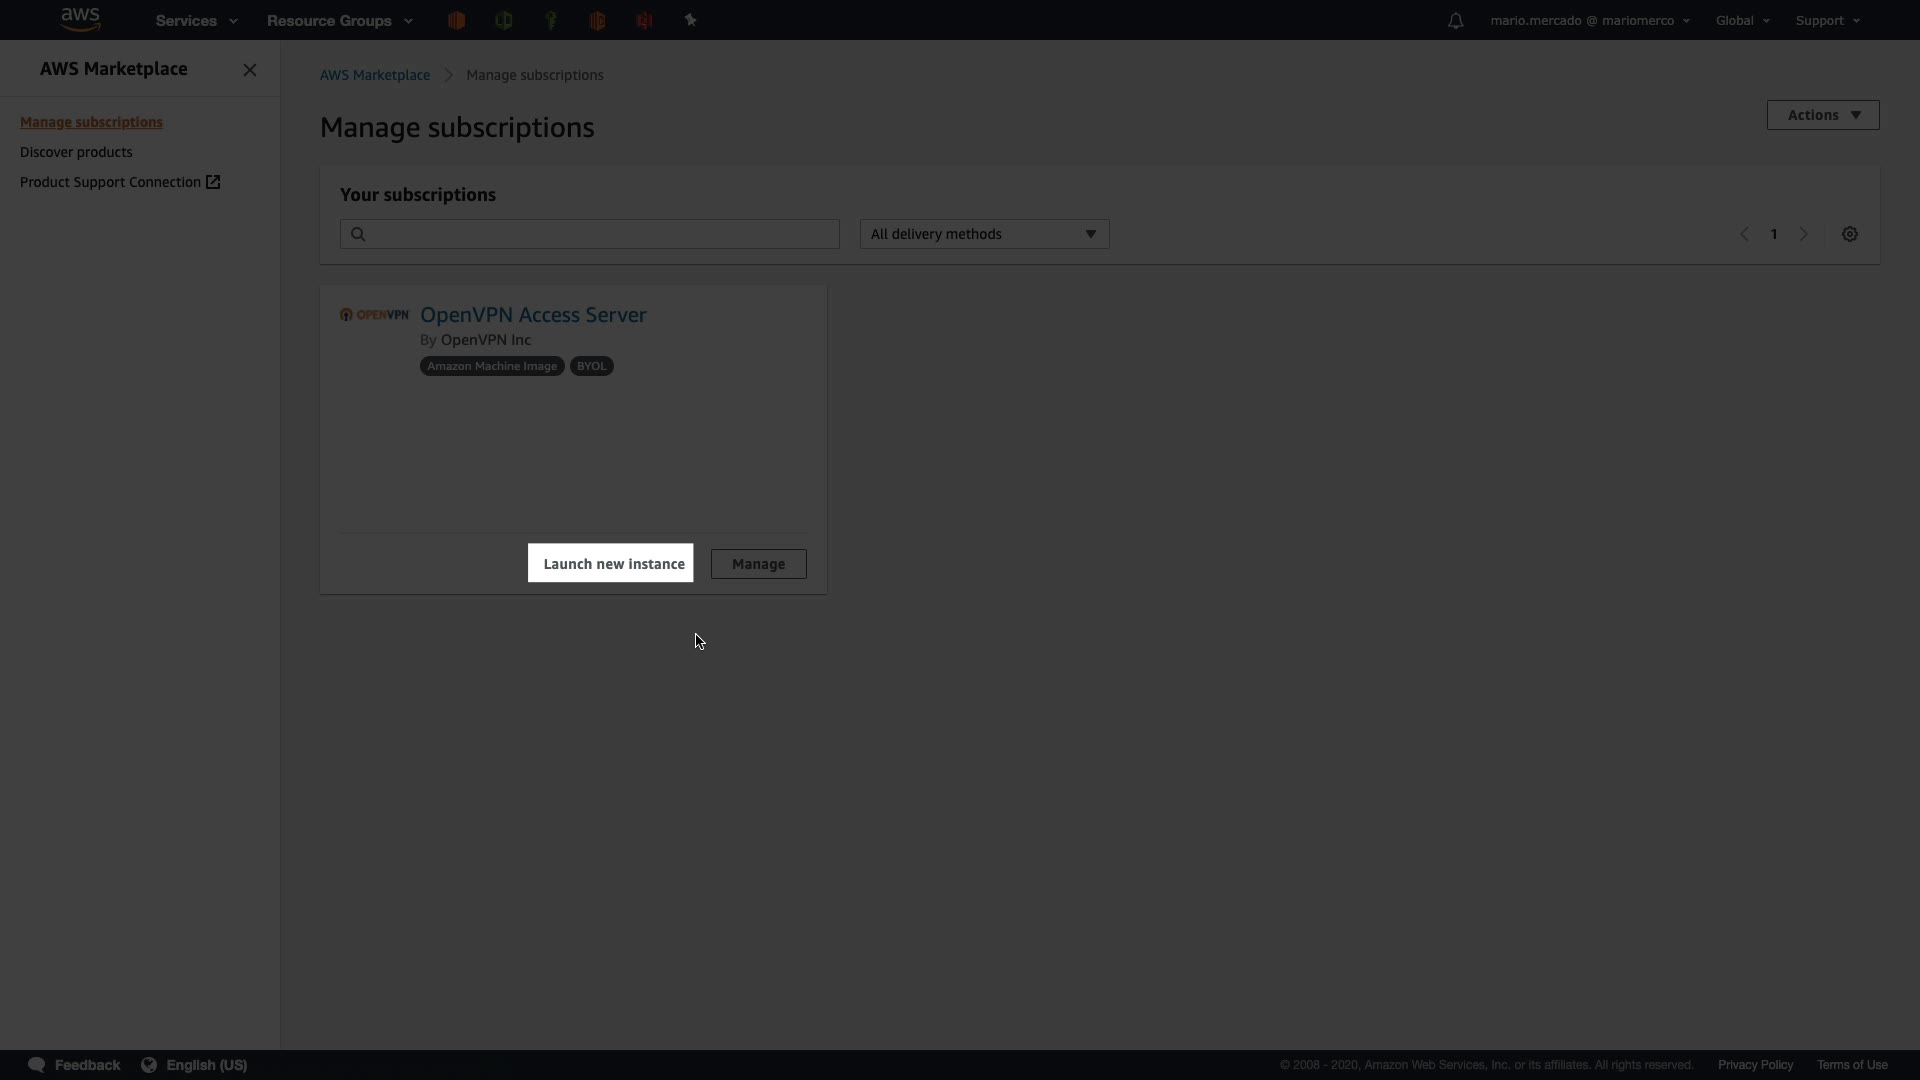 aws Services Resource Groups mario.mercado @ mariomerco Global Support
AWS Marketplace
Manage subscriptions
Discover products
Product Support Connection
AWS Marketplace Manage subscriptions
Manage subscriptions
Actions
Your subscriptions
All delivery methods
1
OPENVPN OpenVPN Access Server
By OpenVPN Inc
Amazon Machine Image BYOL
Launch new instance Manage
Feedback English (US) © 2008 - 2020, Amazon Web Services, Inc. or its affiliates. All rights reserved. Privacy Policy Terms of Use